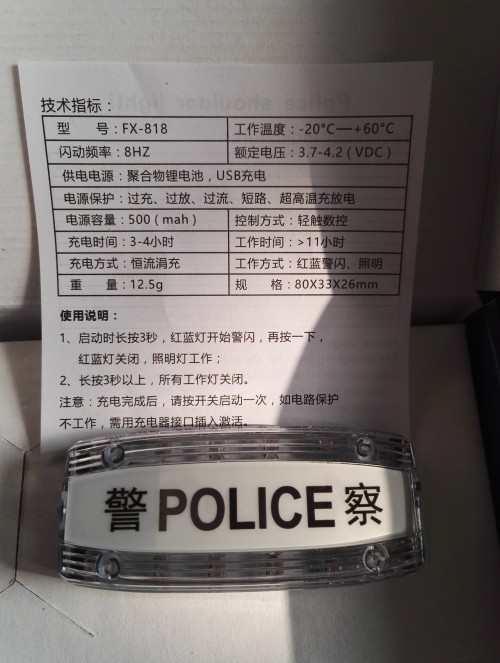 Police shoulder light
技术指标：
型 号：FX-818 工作温度：-20°C—+60°C
闪动频率：8HZ 额定电压：3.7-4.2（VDC）
供电电源：聚合物锂电池，USB充电
电源保护：过充、过放、过流、短路、超高温充放电
电源容量：500（mah） 控制方式：轻触数控
充电时间：3-4小时 工作时间：>11小时
充电方式：恒流涓充 工作方式：红蓝警闪、照明
重 量：12.5g 规 格：80X33X26mm
使用说明：
1、启动时长按3秒，红蓝灯开始警闪，再按一下，
红蓝灯关闭，照明灯工作；
2、长按3秒以上，所有工作灯关闭。
注意：充电完成后，请按开关启动一次，如电路保护
不工作，需用充电器接口插入激活。
警POLICE察